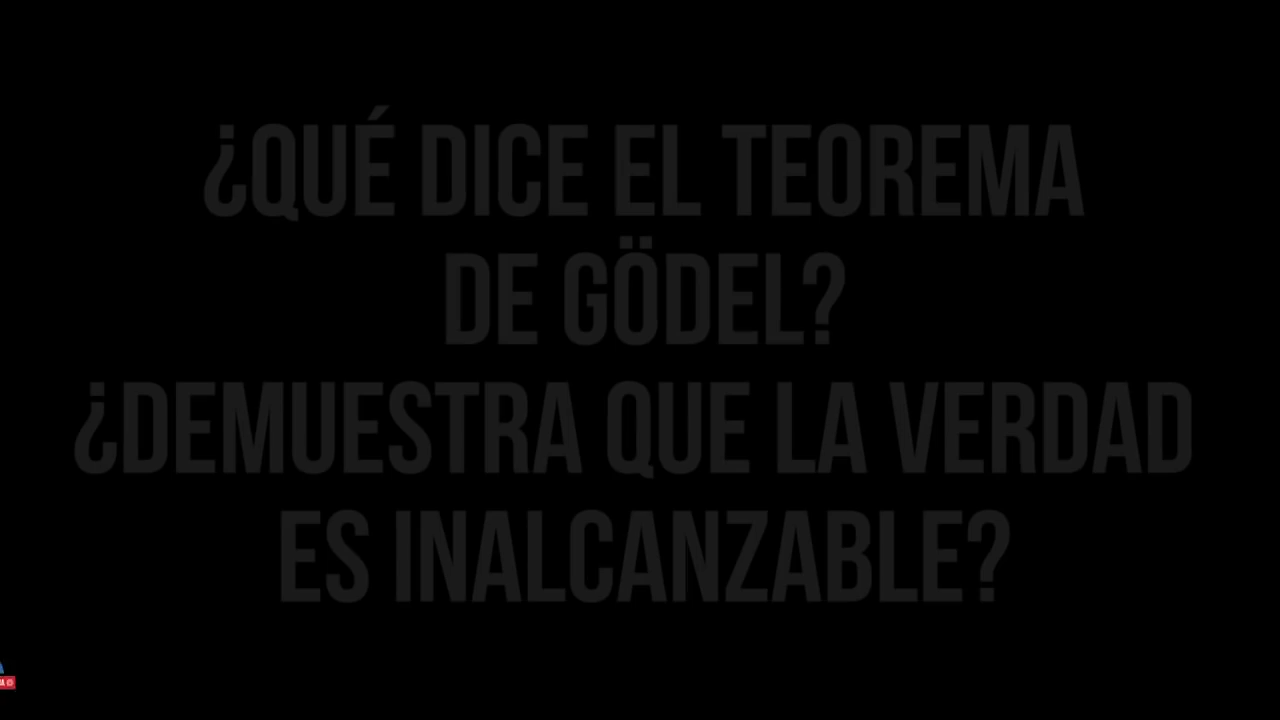 ¿QUÉ DICE EL TEOREMA
DE GÖDEL?
¿DEMUESTRA QUE LA VERDAD
ES INALCANZABLE?